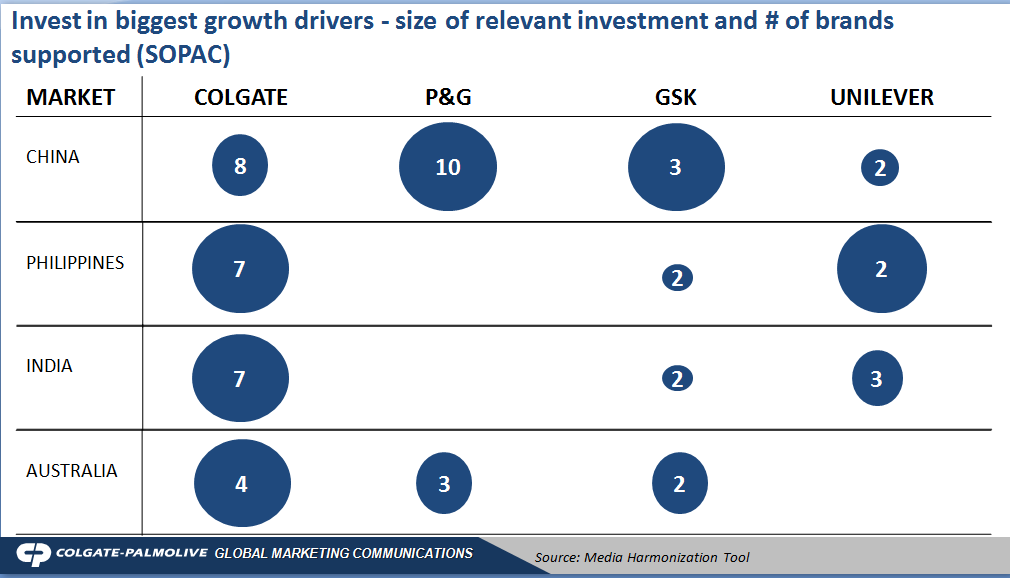 Invest in biggest growth drivers - size of relevant investment and # of brands
supported (SOPAC)
MARKET COLGATE P&G GSK UNILEVER
CHINA 8 10 3 2
PHILIPPINES 7 2 2
INDIA 7 2 3
AUSTRALIA 4 3 2
CP COLGATE-PALMOLIVE GLOBAL MARKETING COMMUNICATIONS
Source: Media Harmonization Tool